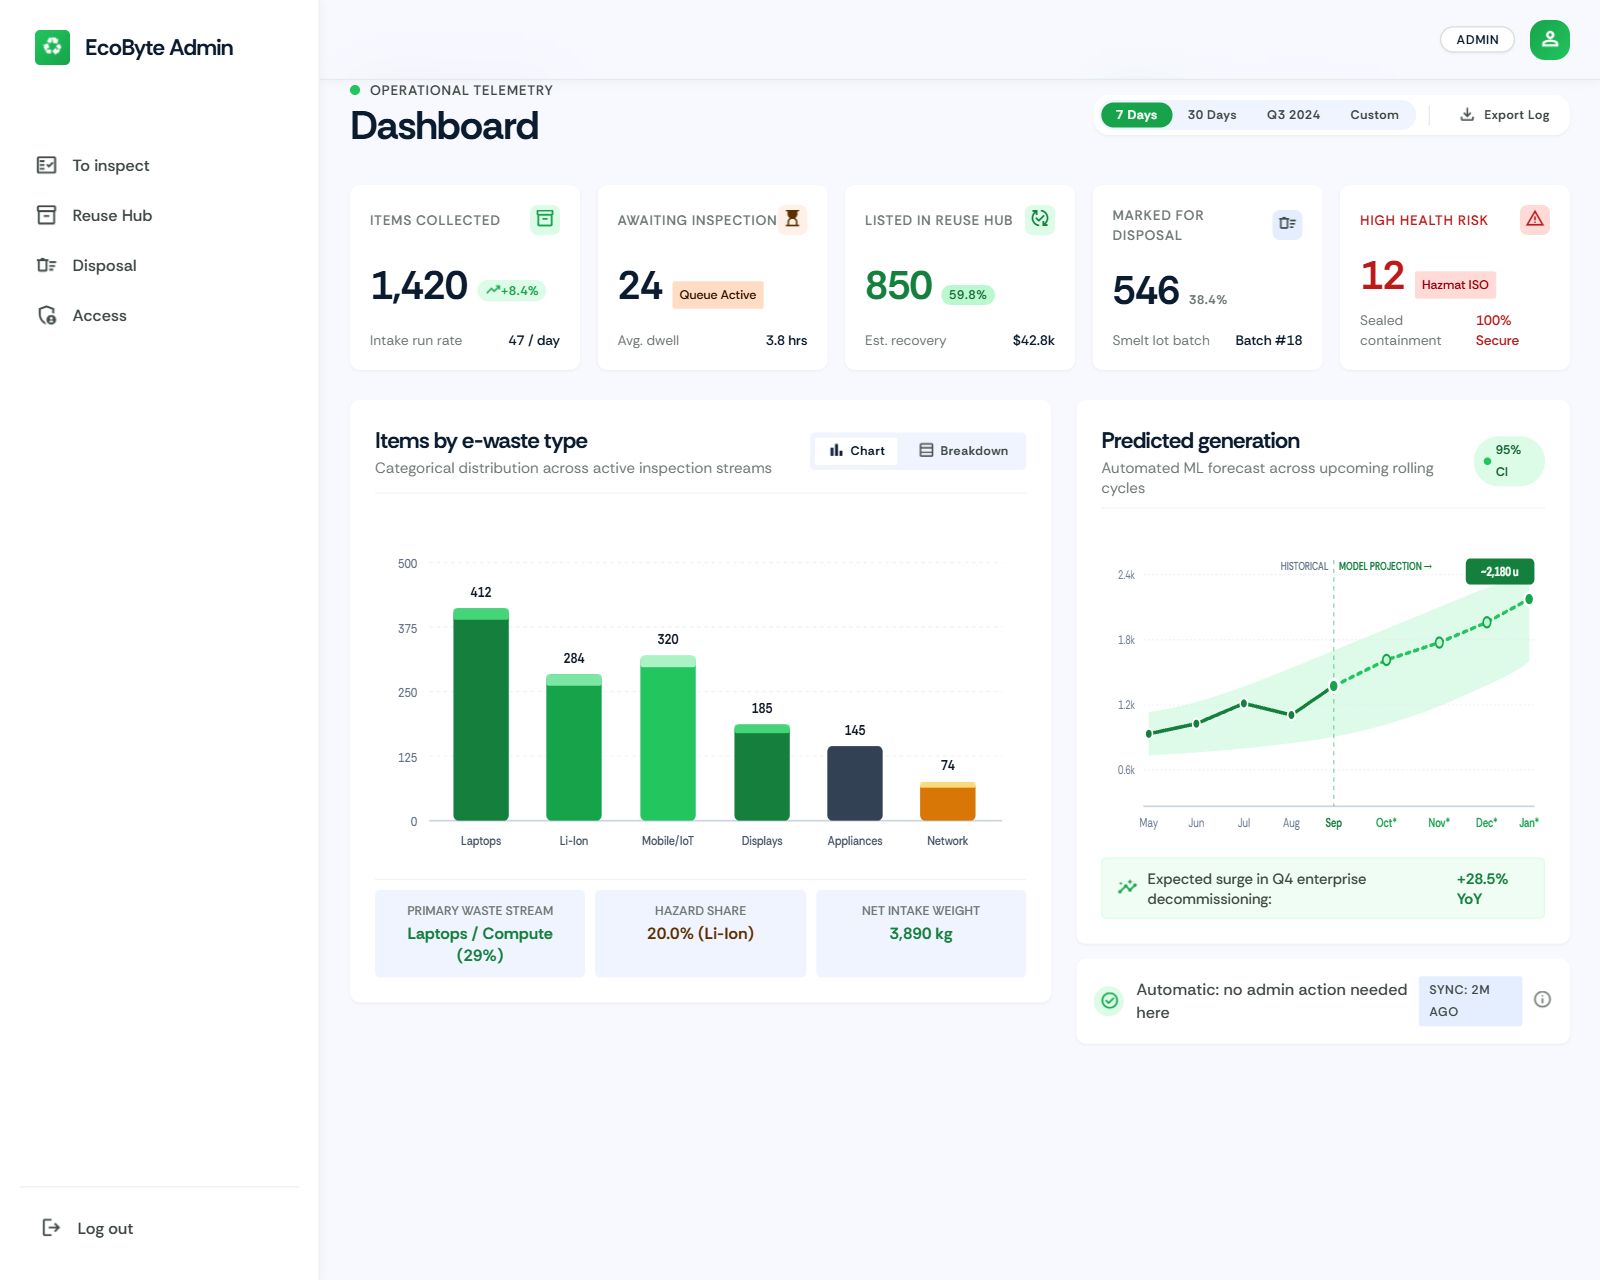 EcoByte Admin
ADMIN
To inspect
Reuse Hub
Disposal
Access
Log out
OPERATIONAL TELEMETRY
Dashboard
7 Days
30 Days
Q3 2024
Custom
Export Log
ITEMS COLLECTED
1,420
+8.4%
Intake run rate
47 / day
AWAITING INSPECTION
24
Queue Active
Avg. dwell
3.8 hrs
LISTED IN REUSE HUB
850
59.8%
Est. recovery
$42.8k
MARKED FOR
DISPOSAL
546
38.4%
Smelt lot batch
Batch #18
HIGH HEALTH RISK
12
Hazmat ISO
Sealed
containment
100%
Secure
Items by e-waste type
Categorical distribution across active inspection streams
Chart
Breakdown
500
375
250
125
0
412
284
320
185
145
74
Laptops
Li-Ion
Mobile/IoT
Displays
Appliances
Network
PRIMARY WASTE STREAM
Laptops / Compute
(29%)
HAZARD SHARE
20.0% (Li-Ion)
NET INTAKE WEIGHT
3,890 kg
Predicted generation
Automated ML forecast across upcoming rolling
cycles
95%
CI
HISTORICAL
MODEL PROJECTION →
~2,180 u
2.4k
1.8k
1.2k
0.6k
May
Jun
Jul
Aug
Sep
Oct*
Nov*
Dec*
Jan*
Expected surge in Q4 enterprise
decommissioning:
+28.5%
YoY
Automatic: no admin action needed
here
SYNC: 2M
AGO